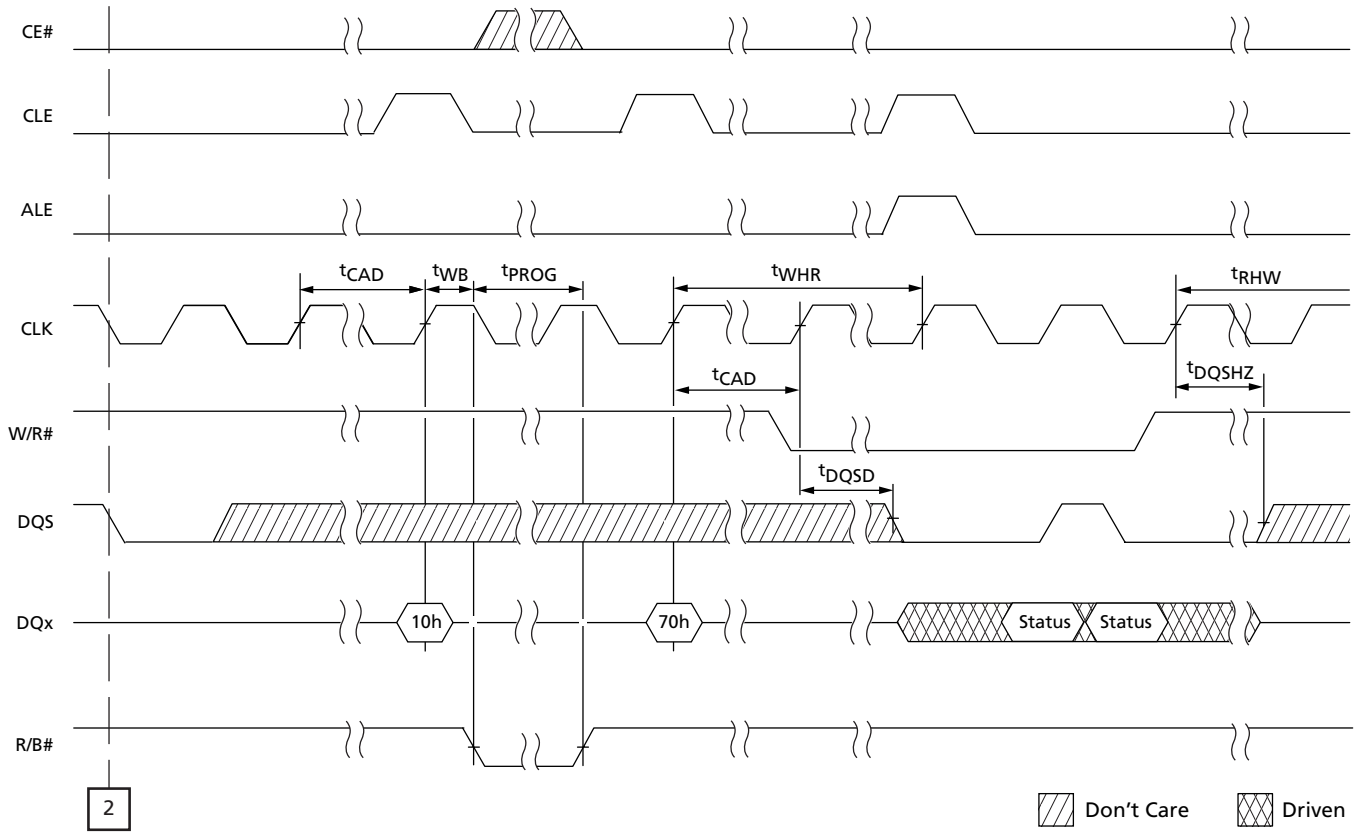 CE#
CLE
ALE
tCAD tWB tPROG tWHR tRHW
CLK
tCAD tDQSHZ
W/R#
tDQSD
DQS
DQx 10h 70h Status Status
R/B#
2 Don't Care Driven